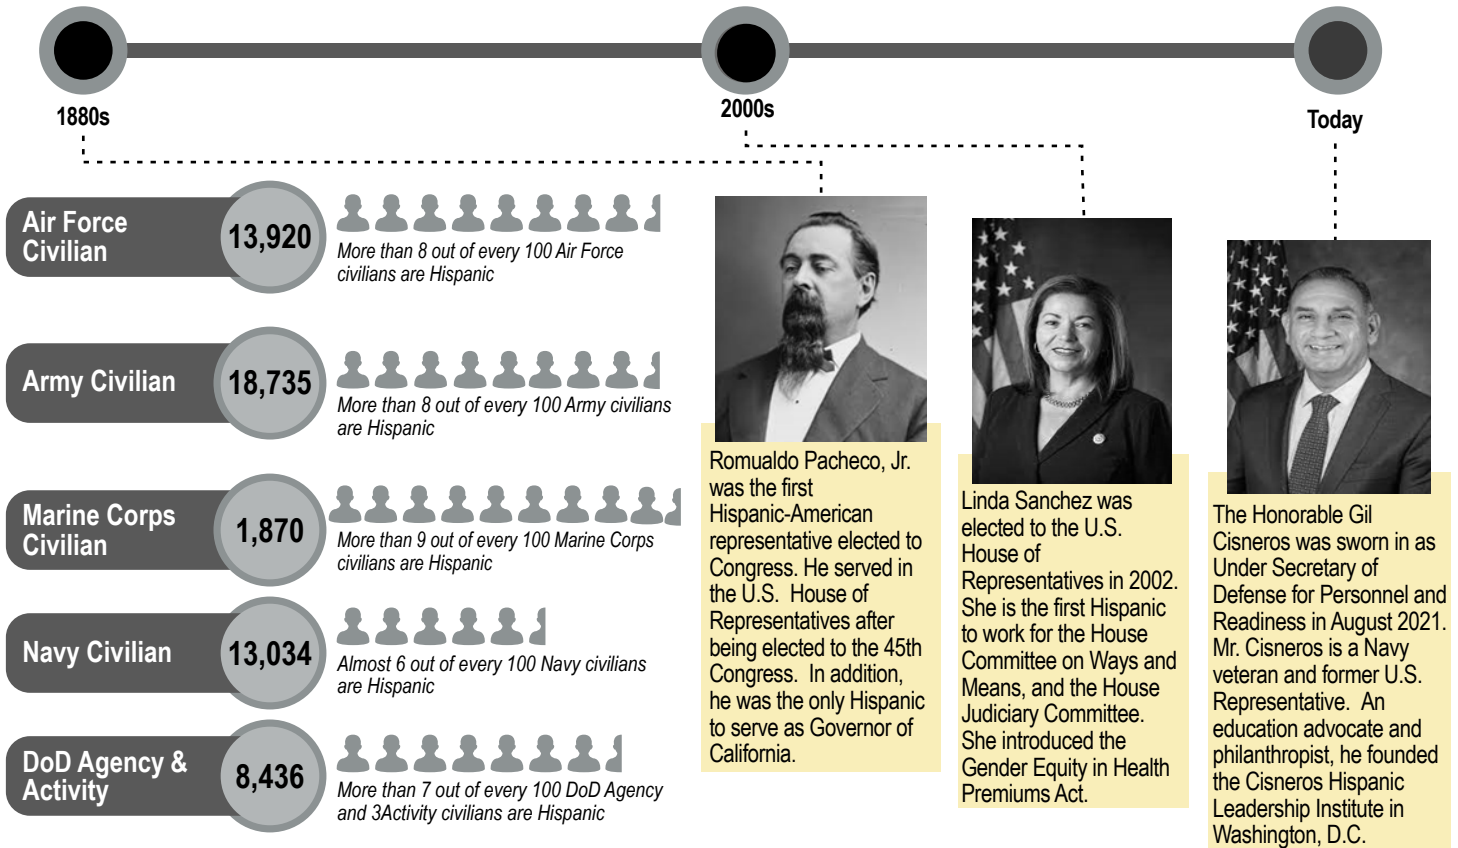 1880s
2000s
Today
Air Force
Civilian
13,920
More than 8 out of every 100 Air Force
civilians are Hispanic
Army Civilian
18,735
More than 8 out of every 100 Army civilians
are Hispanic
Marine Corps
Civilian
1,870
More than 9 out of every 100 Marine Corps
civilians are Hispanic
Navy Civilian
13,034
Almost 6 out of every 100 Navy civilians
are Hispanic
DoD Agency &
Activity
8,436
More than 7 out of every 100 DoD Agency
and 3Activity civilians are Hispanic
Romualdo Pacheco, Jr.
was the first
Hispanic-American
representative elected to
Congress. He served in
the U.S. House of
Representatives after
being elected to the 45th
Congress. In addition,
he was the only Hispanic
to serve as Governor of
California.
Linda Sanchez was
elected to the U.S.
House of
Representatives in 2002.
She is the first Hispanic
to work for the House
Committee on Ways and
Means, and the House
Judiciary Committee.
She introduced the
Gender Equity in Health
Premiums Act.
The Honorable Gil
Cisneros was sworn in as
Under Secretary of
Defense for Personnel and
Readiness in August 2021.
Mr. Cisneros is a Navy
veteran and former U.S.
Representative. An
education advocate and
philanthropist, he founded
the Cisneros Hispanic
Leadership Institute in
Washington, D.C.